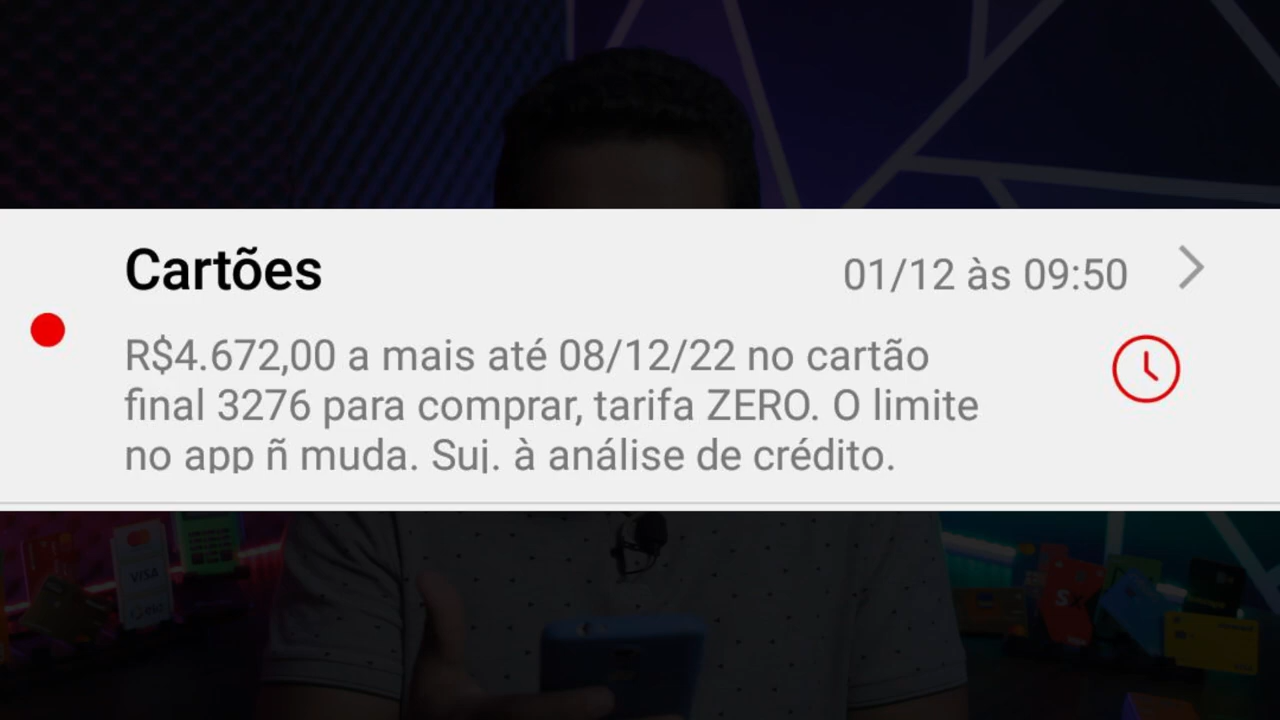 Cartões
01/12 às 09:50
R$4.672,00 a mais até 08/12/22 no cartão
final 3276 para comprar, tarifa ZERO. O limite
no app ñ muda. Suj. à análise de crédito.
VISA